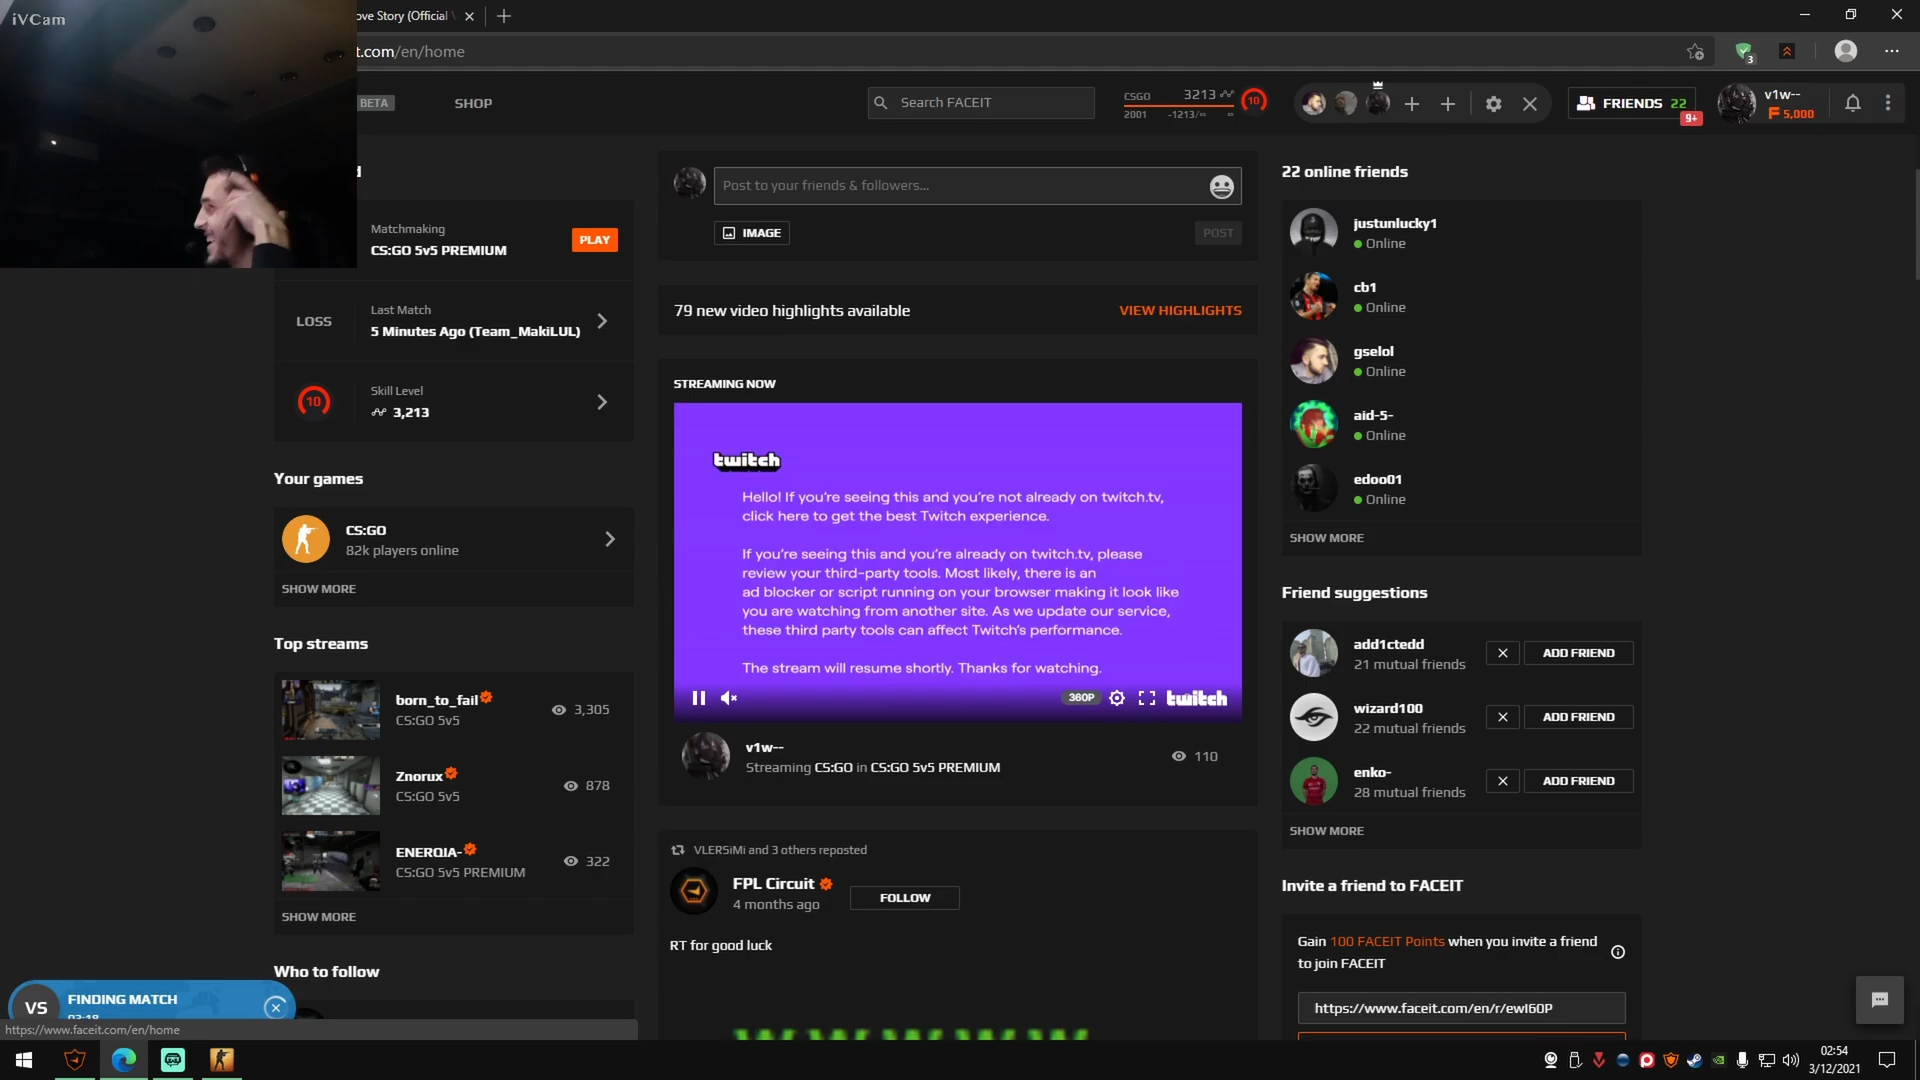 iVCam
ove Story (Official
t.com/en/home
3
BETA
SHOP
Search FACEIT
CSGO
3213
10
2001
-1213/∞
∞
FRIENDS 22
9+
v1w--
5,000
Matchmaking
CS:GO 5v5 PREMIUM
PLAY
LOSS
Last Match
5 Minutes Ago (Team_MakiLUL)
10
Skill Level
3,213
Your games
CS:GO
82k players online
SHOW MORE
Top streams
born_to_fail
CS:GO 5v5
3,305
Znorux
CS:GO 5v5
878
CS:GO 5v5 PREMIUM
322
SHOW MORE
Who to follow
VS
FINDING MATCH
03:18
https://www.faceit.com/en/home
Post to your friends & followers...
IMAGE
POST
79 new video highlights available
VIEW HIGHLIGHTS
STREAMING NOW
twitch
Hello! If you're seeing this and you're not already on twitch.tv,
click here to get the best Twitch experience.
If you're seeing this and you're already on twitch.tv, please
review your third-party tools. Most likely, there is an
ad blocker or script running on your browser making it look like
you are watching from another site. As we update our service,
these third party tools can affect Twitch's performance.
The stream will resume shortly. Thanks for watching.
360P
twitch
v1w--
Streaming CS:GO in CS:GO 5v5 PREMIUM
110
VLERSiMi and 3 others reposted
FPL Circuit
4 months ago
FOLLOW
RT for good luck
22 online friends
justunlucky1
Online
cb1
Online
gselol
Online
aid-5-
Online
edoo01
Online
SHOW MORE
Friend suggestions
add1ctedd
21 mutual friends
ADD FRIEND
wizard100
22 mutual friends
ADD FRIEND
enko-
28 mutual friends
ADD FRIEND
SHOW MORE
Invite a friend to FACEIT
Gain 100 FACEIT Points when you invite a friend
to join FACEIT
https://www.faceit.com/en/r/ewI60P
02:54
3/12/2021